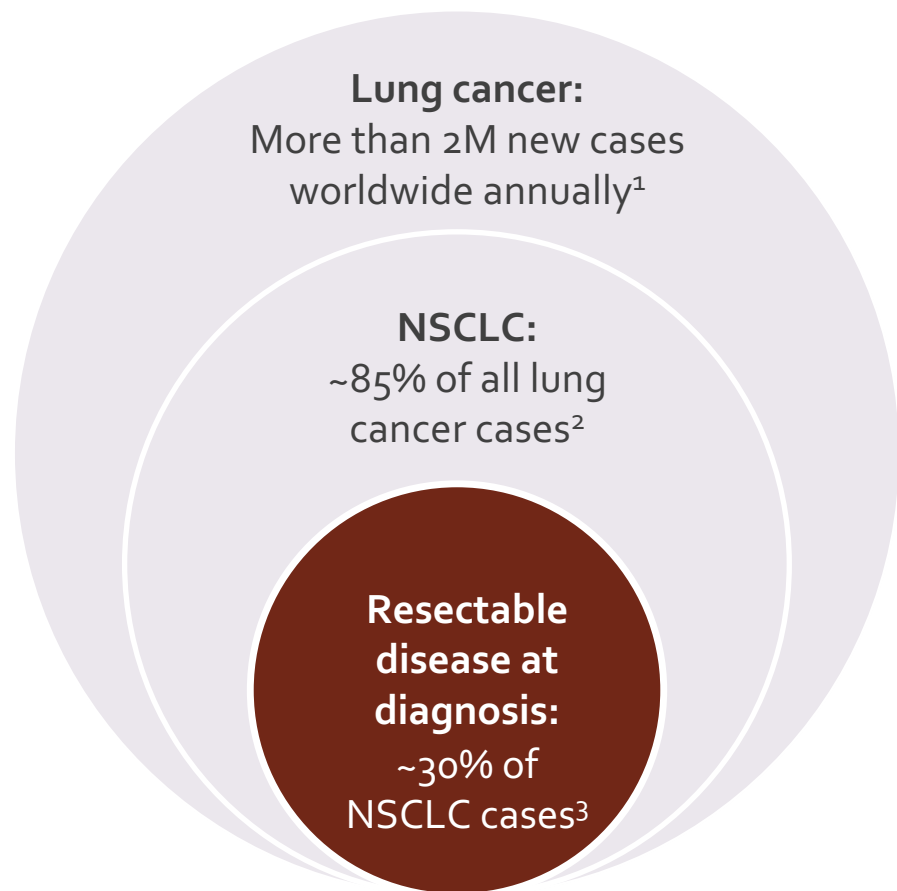 Lung cancer:
More than 2M new cases
worldwide annually¹
NSCLC:
~85% of all lung
cancer cases²
Resectable
disease at
diagnosis:
~30% of
NSCLC cases³